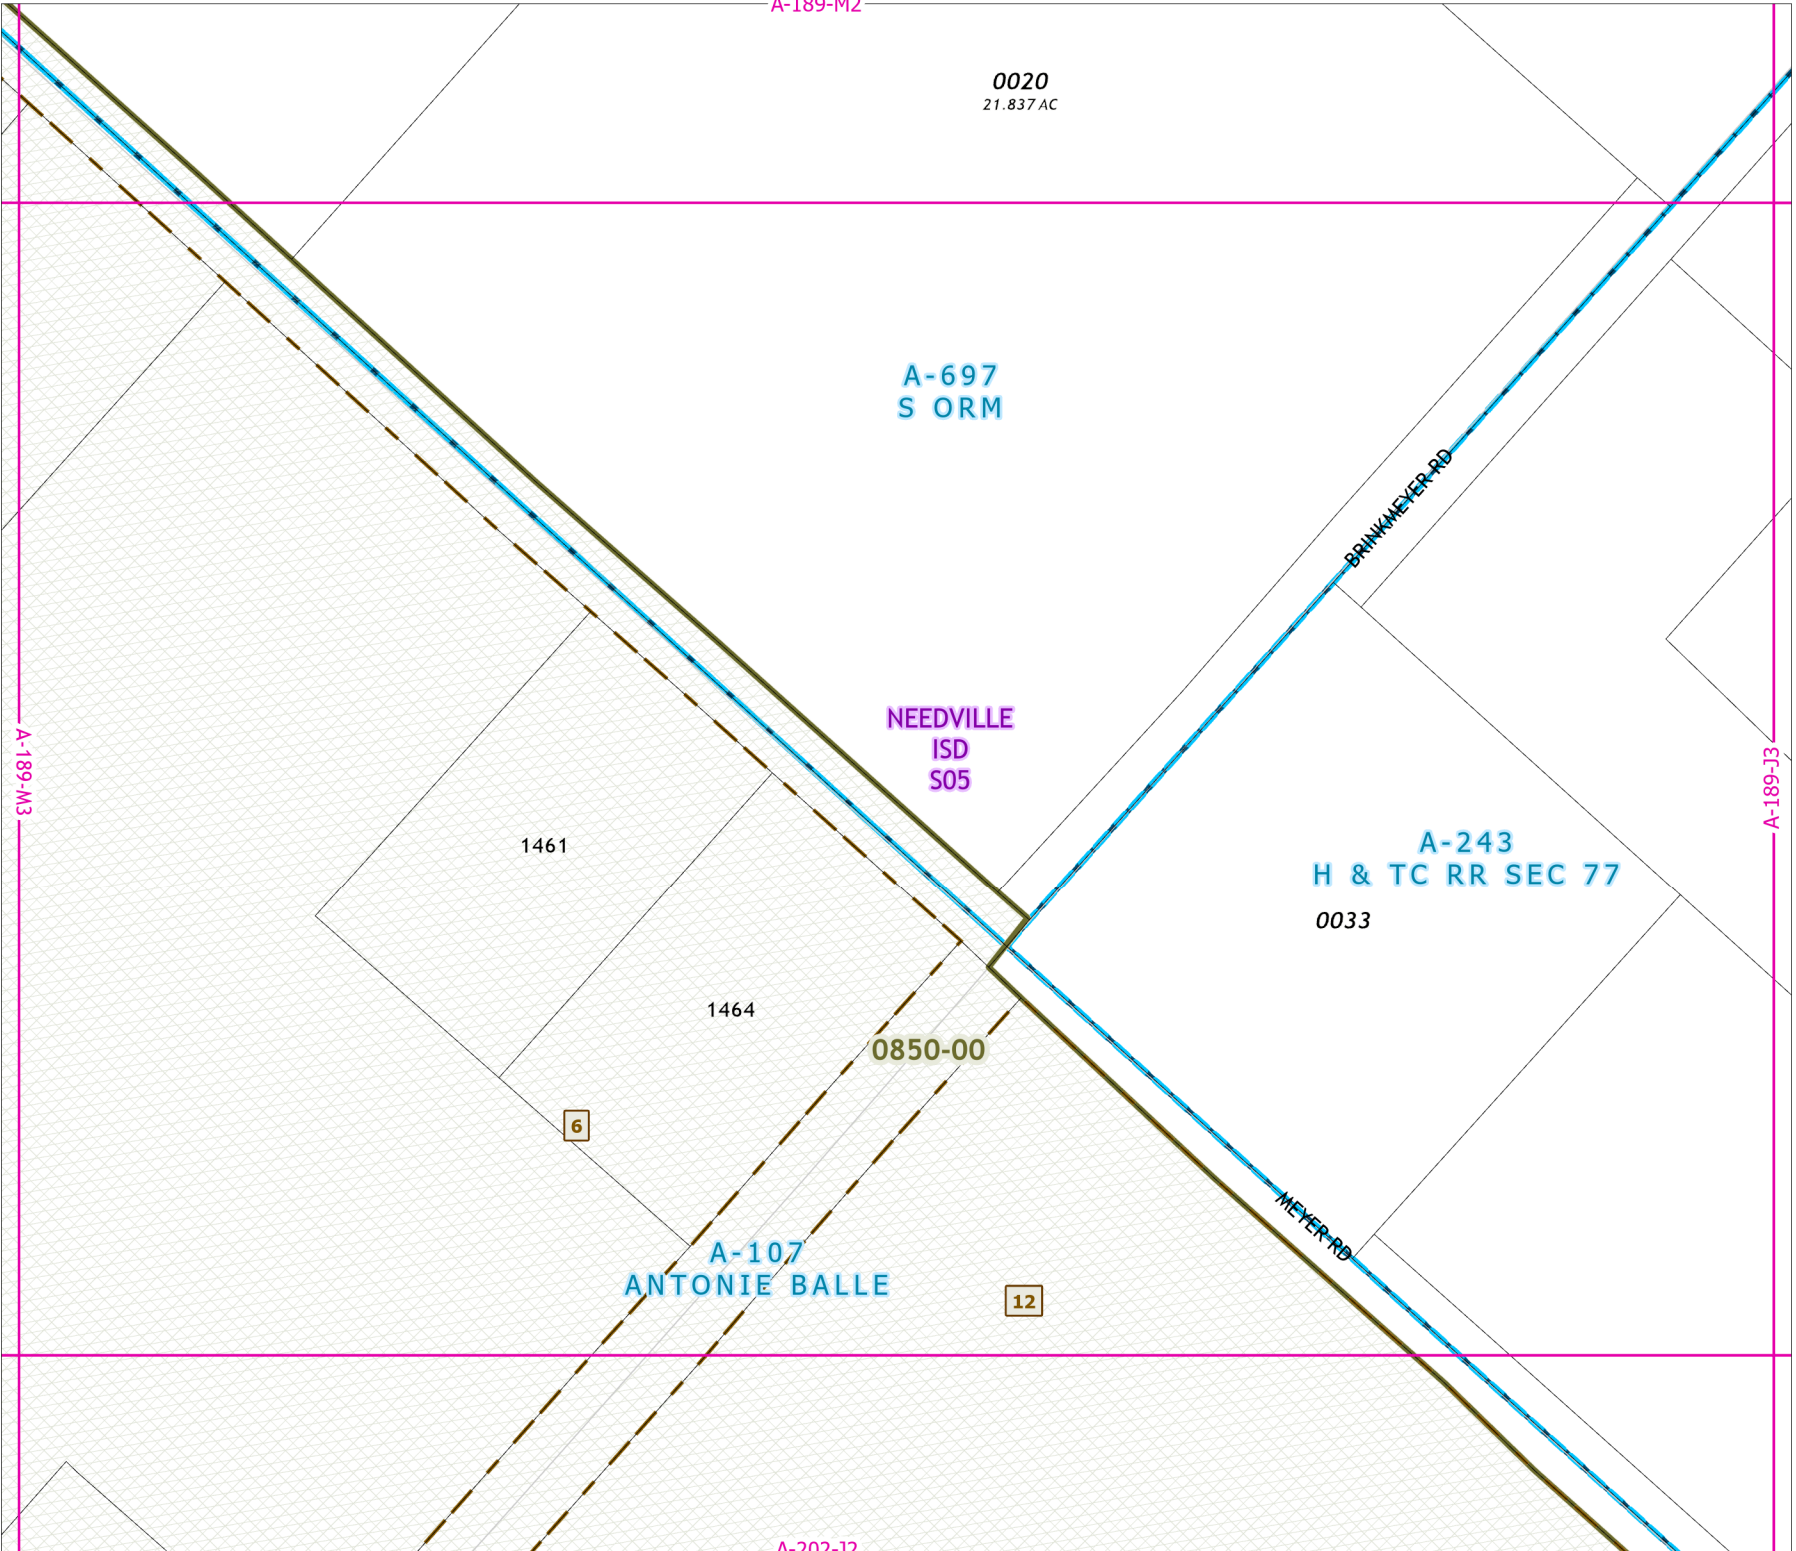 A-189-M2
0020
21.837 AC
A-697
S ORM
BRINKMEYER RD
NEEDVILLE
ISD
S05
A-189-M3
A-189-J3
1461
A-243
H & TC RR SEC 77
0033
1464
0850-00
6
MEYER RD
A-107
ANTONIE BALLE
12
A-202-J2